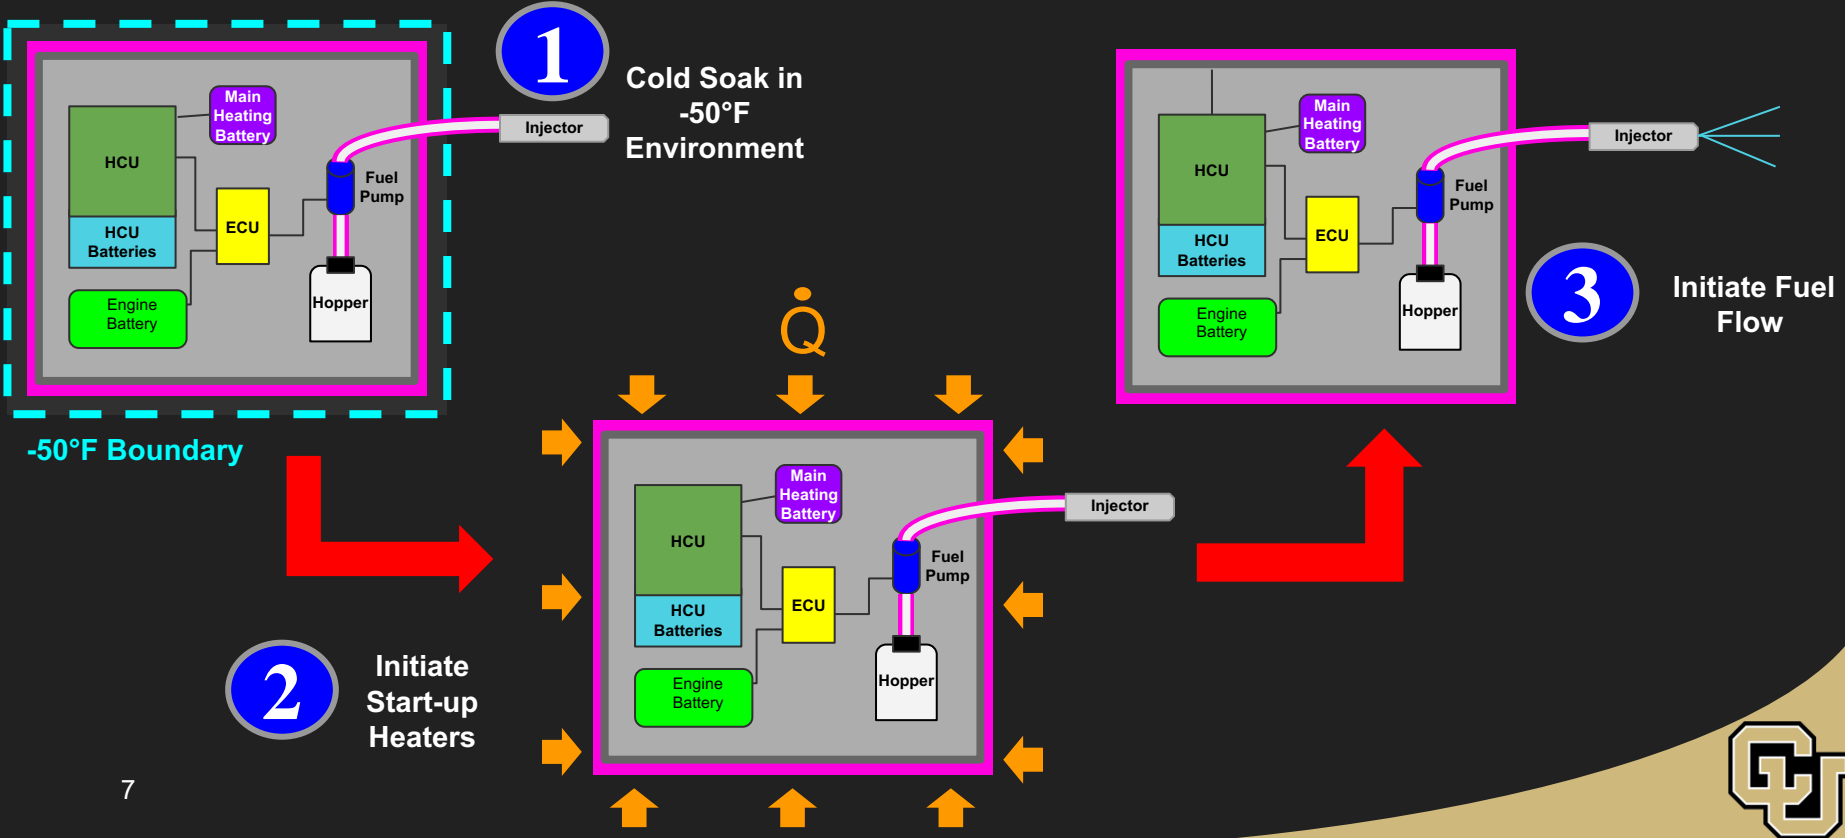 1
Cold Soak in
-50°F
Environment
Main
Heating
Battery
HCU
HCU
Batteries
ECU
Engine
Battery
Fuel
Pump
Hopper
Injector
-50°F Boundary
2
Initiate
Start-up
Heaters
Q̇
Main
Heating
Battery
HCU
HCU
Batteries
ECU
Engine
Battery
Fuel
Pump
Hopper
Injector
3
Initiate Fuel
Flow
Main
Heating
Battery
HCU
HCU
Batteries
ECU
Engine
Battery
Fuel
Pump
Hopper
Injector
7
CU